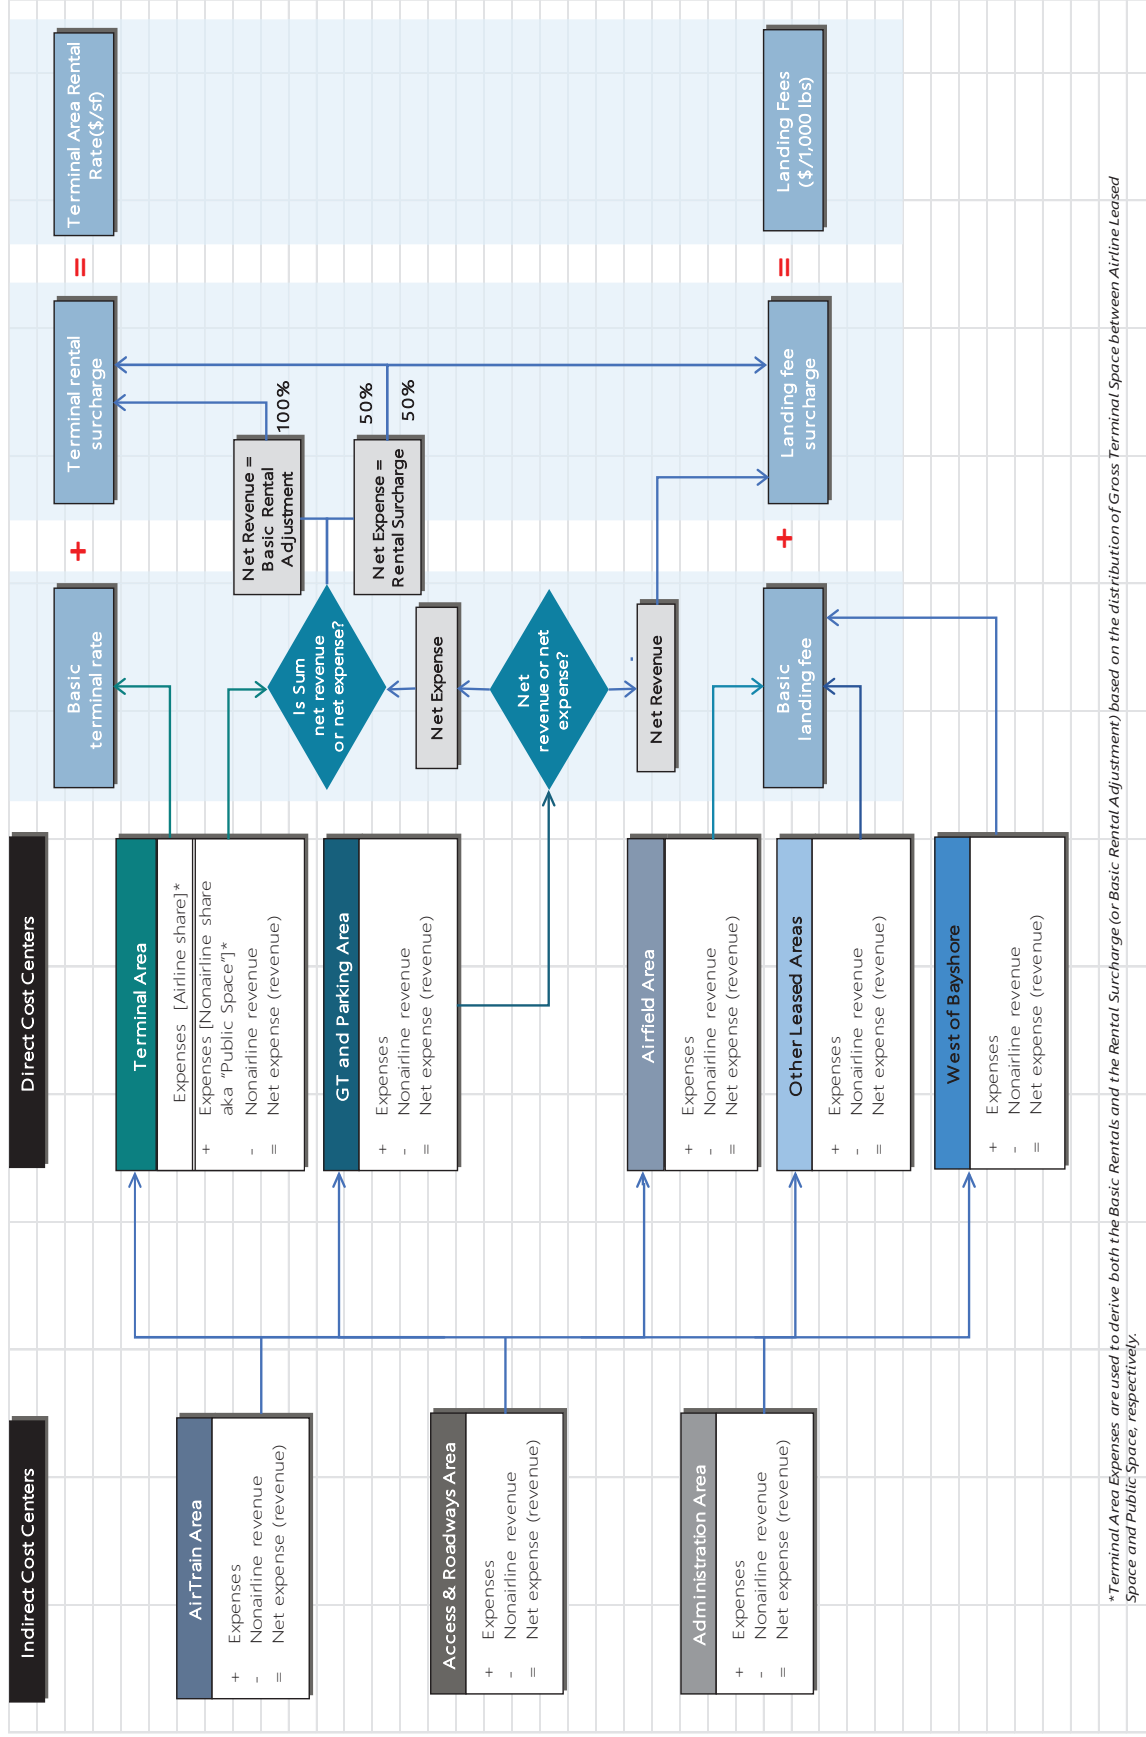 Indirect Cost Centers
AirTrain Area
+ Expenses
- Nonairline revenue
= Net expense (revenue)
Access & Roadways Area
+ Expenses
- Nonairline revenue
= Net expense (revenue)
Administration Area
+ Expenses
- Nonairline revenue
= Net expense (revenue)
Direct Cost Centers
Terminal Area
Expenses [Airline share]*
+ Expenses [Nonairline share
aka “Public Space”]*
- Nonairline revenue
= Net expense (revenue)
GT and Parking Area
+ Expenses
- Nonairline revenue
= Net expense (revenue)
Airfield Area
+ Expenses
- Nonairline revenue
= Net expense (revenue)
Other Leased Areas
+ Expenses
- Nonairline revenue
= Net expense (revenue)
West of Bayshore
+ Expenses
- Nonairline revenue
= Net expense (revenue)
Basic
terminal rate
Is Sum
net revenue
or net expense?
Net Expense
Net
revenue or net
expense?
Net Revenue
Basic
landing fee
+
+
Terminal rental
surcharge
Net Revenue =
Basic Rental
Adjustment
100%
Net Expense =
Rental Surcharge
50%
50%
Landing fee
surcharge
=
=
Terminal Area Rental
Rate($/sf)
Landing Fees
($/1,000 lbs)
*Terminal Area Expenses are used to derive both the Basic Rentals and the Rental Surcharge (or Basic Rental Adjustment) based on the distribution of Gross Terminal Space between Airline Leased
Space and Public Space, respectively.